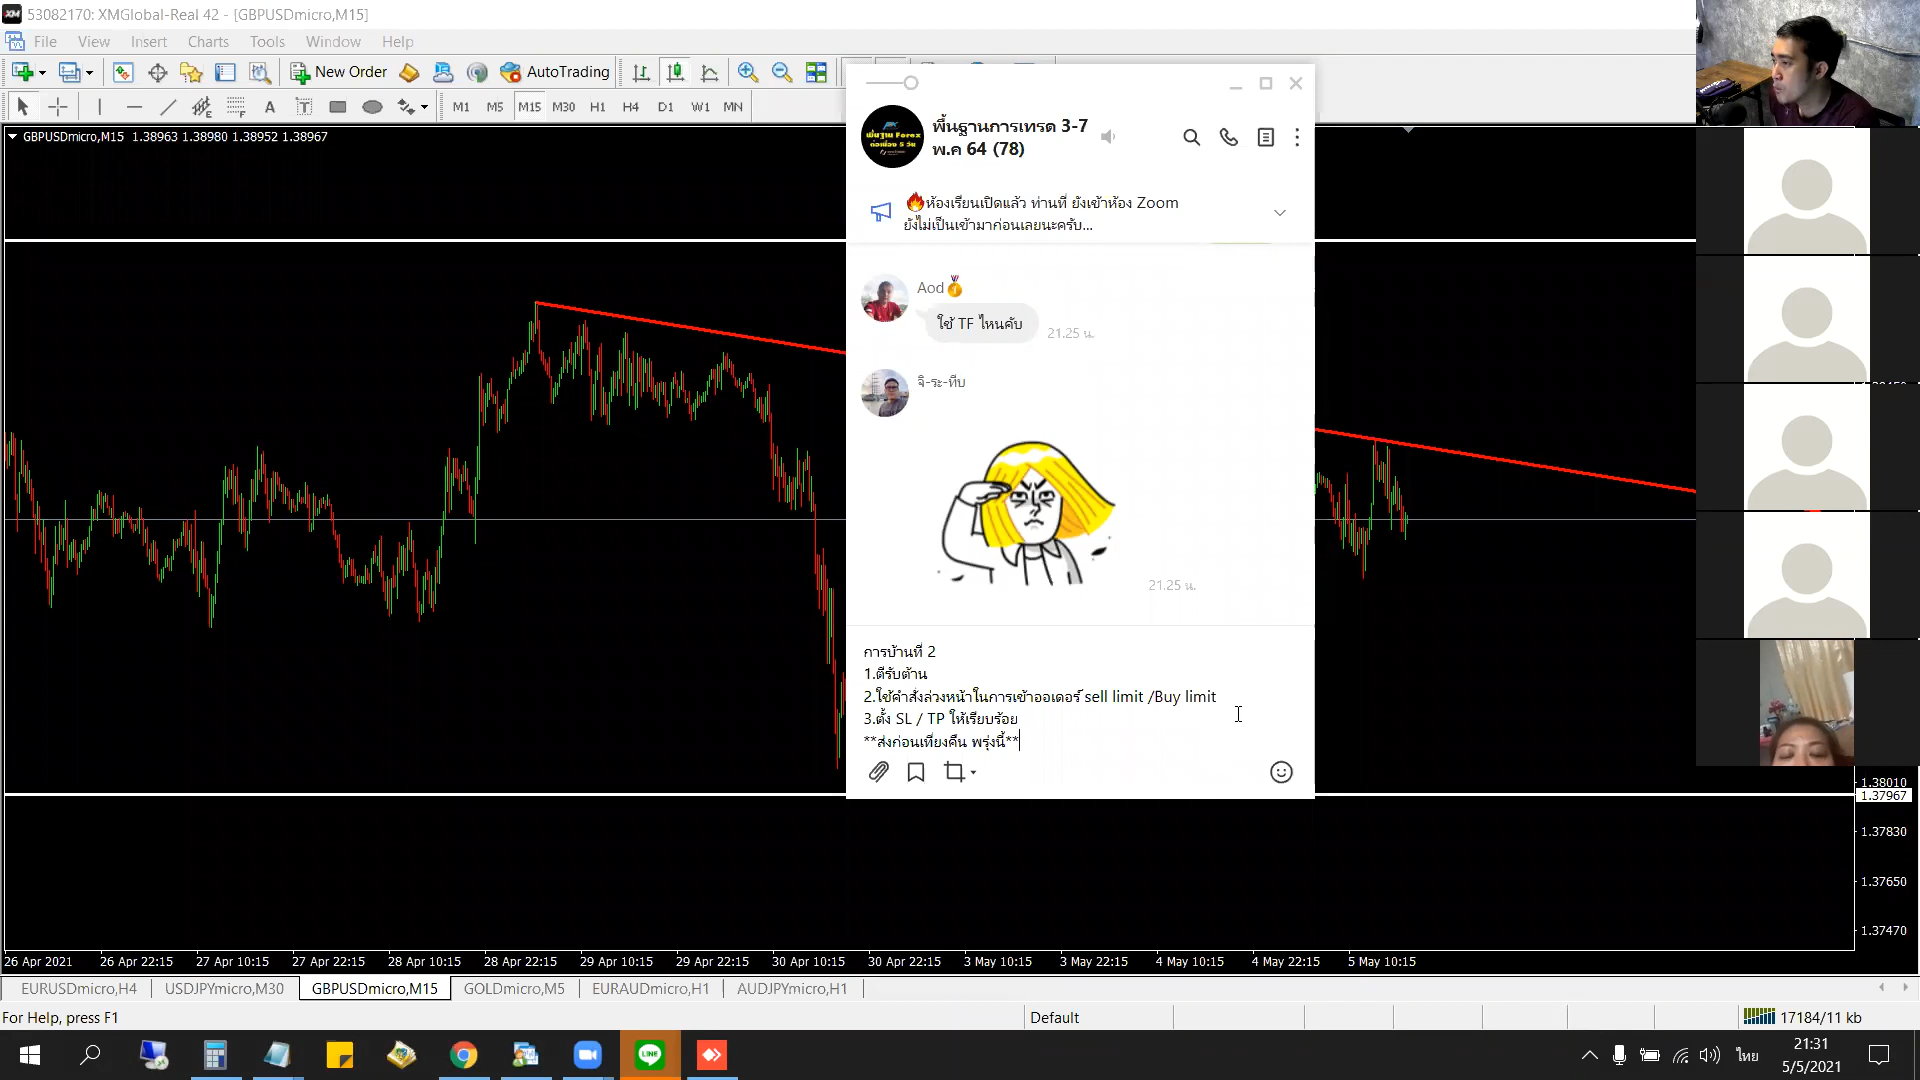 53082170: XMGlobal-Real 42 - [GBPUSDmicro,M15]
File View Insert Charts Tools Window Help
New Order AutoTrading
A T M1 M5 M15 M30 H1 H4 D1 W1 MN
GBPUSDmicro,M15 1.38963 1.38980 1.38952 1.38967
พื้นฐานการเทรด 3-7
พ.ค 64 (78)
🔥ห้องเรียนเปิดแล้ว ท่านที่ ยังเข้าห้อง Zoom
ยังไม่เป็นเข้ามาก่อนเลยนะครับ...
Aod🏅
ใช้ TF ไหนคับ
21.25 น.
จิ-ระ-ทีบ
21.25 น.
การบ้านที่ 2
1.ตีรับต้าน
2.ใช้คำสั่งล่วงหน้าในการเข้าออเดอร์ sell limit /Buy limit
3.ตั้ง SL / TP ให้เรียบร้อย
**ส่งก่อนเที่ยงคืน พรุ่งนี้**
1.38010
1.37967
1.37830
1.37650
1.37470
26 Apr 2021 26 Apr 22:15 27 Apr 10:15 27 Apr 22:15 28 Apr 10:15 28 Apr 22:15 29 Apr 10:15 29 Apr 22:15 30 Apr 10:15 30 Apr 22:15 3 May 10:15 3 May 22:15 4 May 10:15 4 May 22:15 5 May 10:15
EURUSDmicro,H4 USDJPYmicro,M30 GBPUSDmicro,M15 GOLDmicro,M5 EURAUDmicro,H1 AUDJPYmicro,H1
For Help, press F1 Default 17184/11 kb
ไทย 21:31
5/5/2021